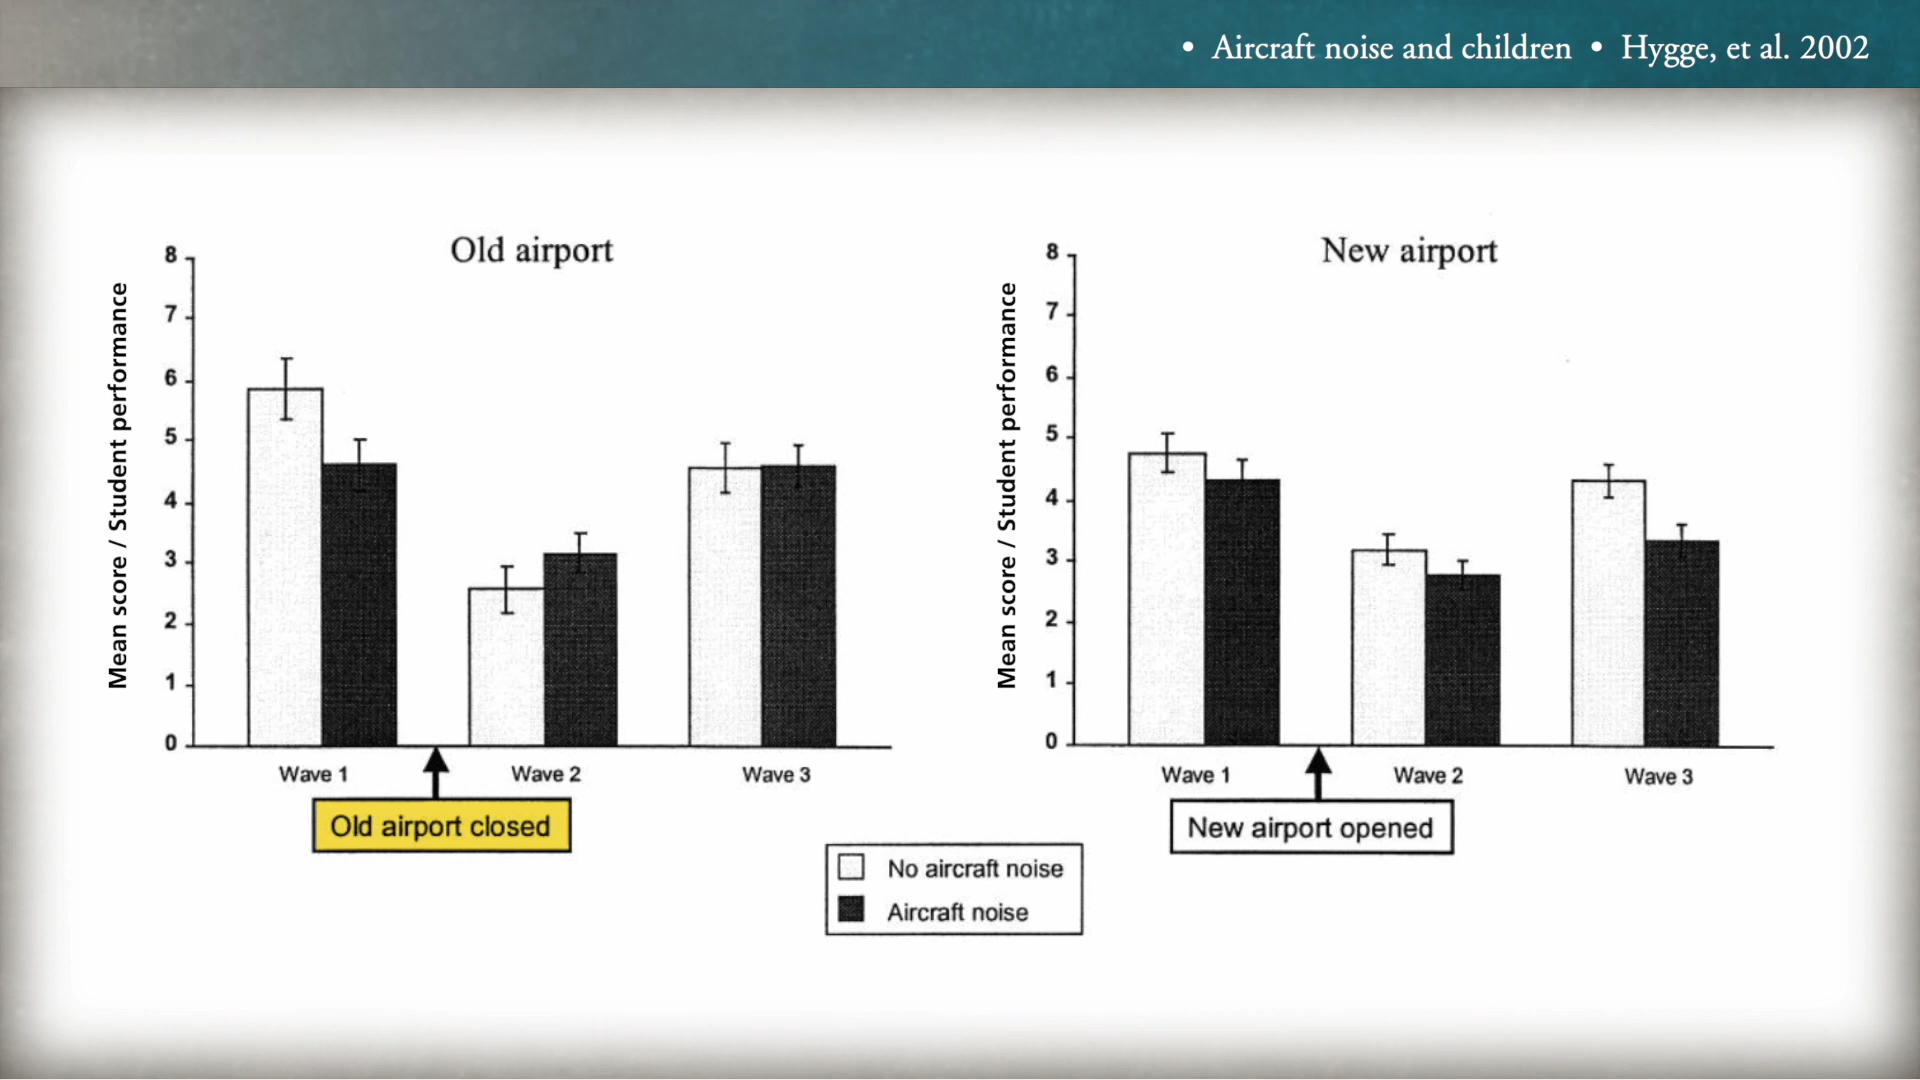 • Aircraft noise and children • Hygge, et al. 2002
Old airport
Mean score / Student performance
8
7
6
5
4
3
2
1
0
Wave 1
Wave 2
Wave 3
Old airport closed
New airport
Mean score / Student performance
8
7
6
5
4
3
2
1
0
Wave 1
Wave 2
Wave 3
New airport opened
No aircraft noise
Aircraft noise